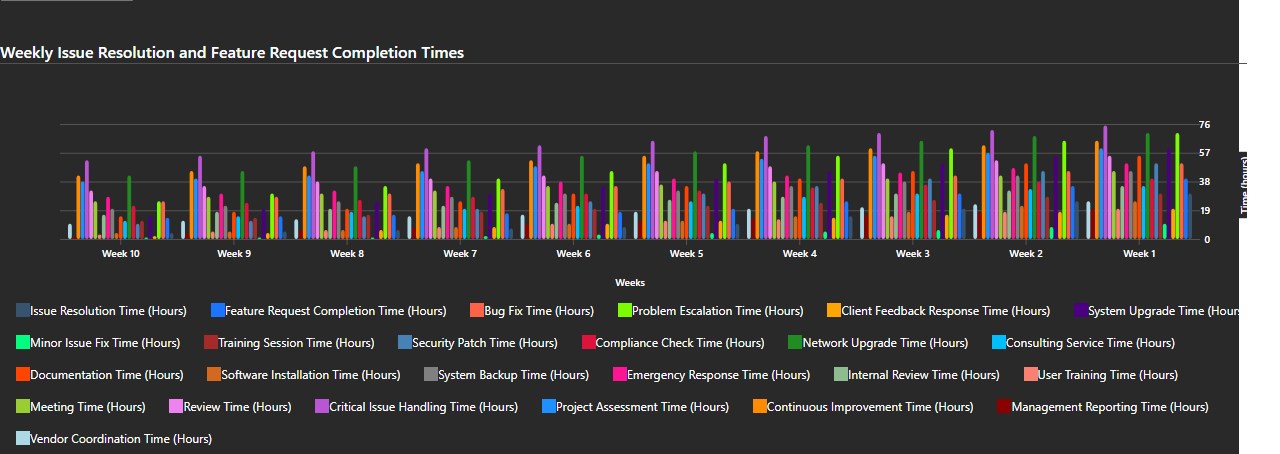 Weekly Issue Resolution and Feature Request Completion Times
76
57
38
19
0
Time (hours)
Week 10 Week 9 Week 8 Week 7 Week 6 Week 5 Week 4 Week 3 Week 2 Week 1
Weeks
Issue Resolution Time (Hours) Feature Request Completion Time (Hours) Bug Fix Time (Hours) Problem Escalation Time (Hours) Client Feedback Response Time (Hours) System Upgrade Time (Hours
Minor Issue Fix Time (Hours) Training Session Time (Hours) Security Patch Time (Hours) Compliance Check Time (Hours) Network Upgrade Time (Hours) Consulting Service Time (Hours)
Documentation Time (Hours) Software Installation Time (Hours) System Backup Time (Hours) Emergency Response Time (Hours) Internal Review Time (Hours) User Training Time (Hours)
Meeting Time (Hours) Review Time (Hours) Critical Issue Handling Time (Hours) Project Assessment Time (Hours) Continuous Improvement Time (Hours) Management Reporting Time (Hours)
Vendor Coordination Time (Hours)